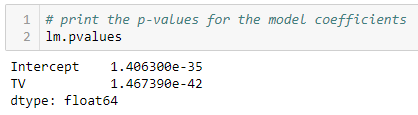 1 # print the p-values for the model coefficients
2 lm.pvalues
Intercept    1.406300e-35
TV           1.467390e-42
dtype: float64